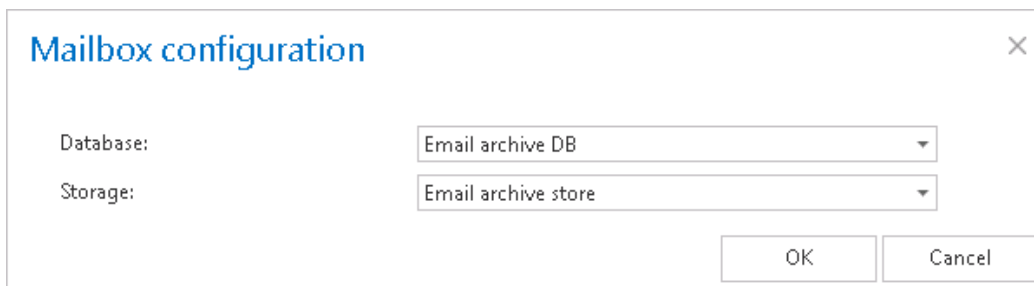 Mailbox configuration
Database: Email archive DB
Storage: Email archive store
OK Cancel